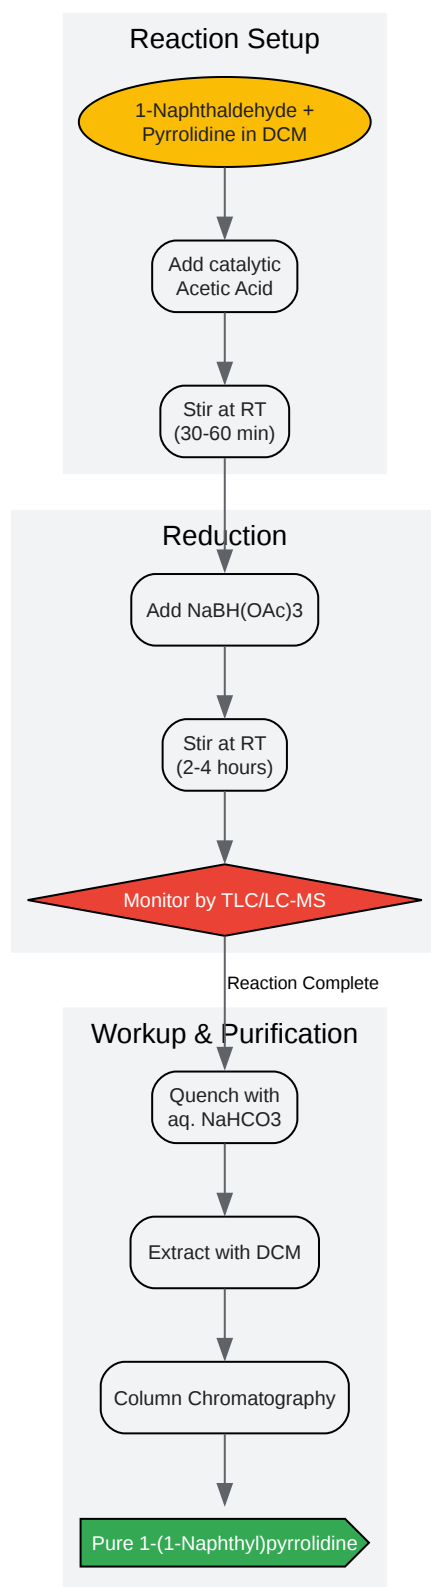 Reaction Setup
1-Naphthaldehyde +
Pyrrolidine in DCM
Add catalytic
Acetic Acid
Stir at RT
(30-60 min)
Reduction
Add NaBH(OAc)3
Stir at RT
(2-4 hours)
Monitor by TLC/LC-MS
Reaction Complete
Workup & Purification
Quench with
aq. NaHCO3
Extract with DCM
Column Chromatography
Pure 1-(1-Naphthyl)pyrrolidine